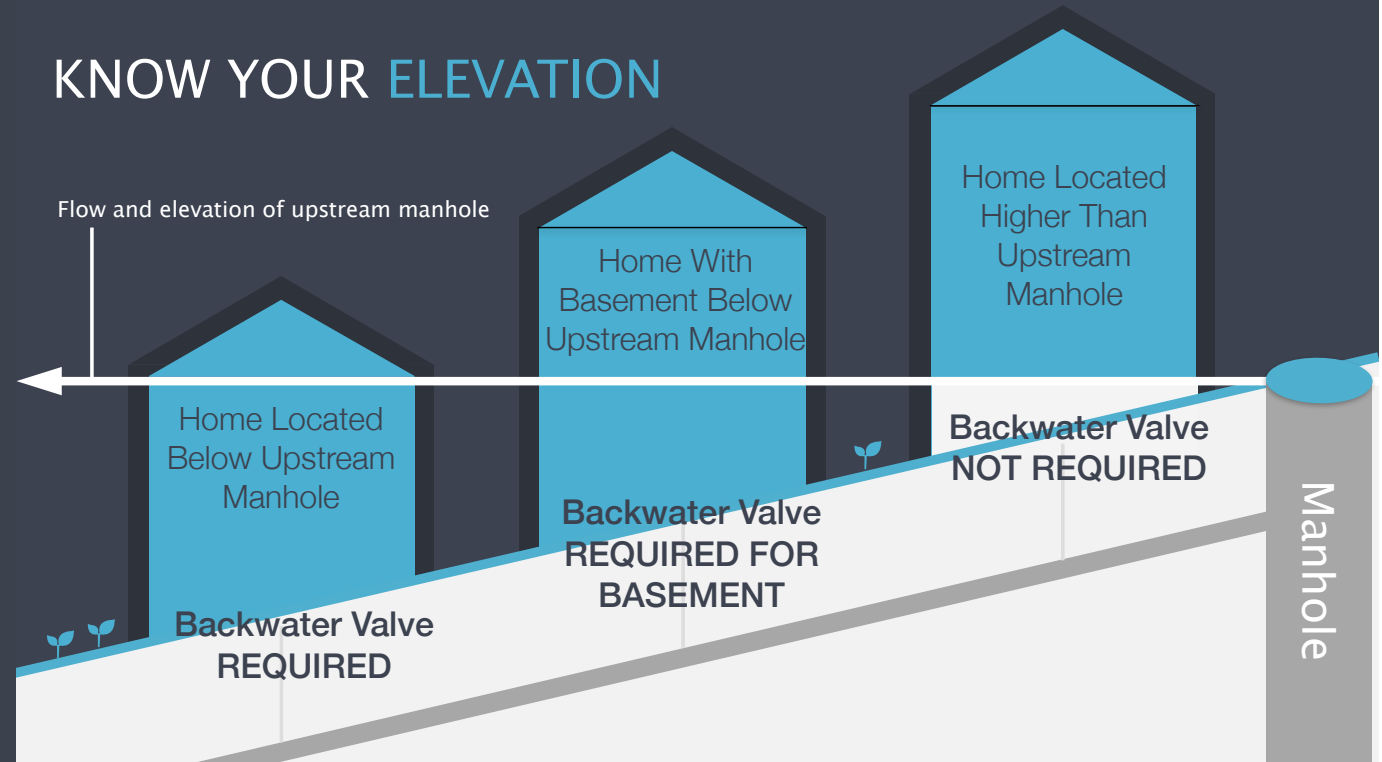 KNOW YOUR ELEVATION
Flow and elevation of upstream manhole
Home Located
Below Upstream
Manhole
Backwater Valve
REQUIRED
Home With
Basement Below
Upstream Manhole
Backwater Valve
REQUIRED FOR
BASEMENT
Home Located
Higher Than
Upstream
Manhole
Backwater Valve
NOT REQUIRED
Manhole